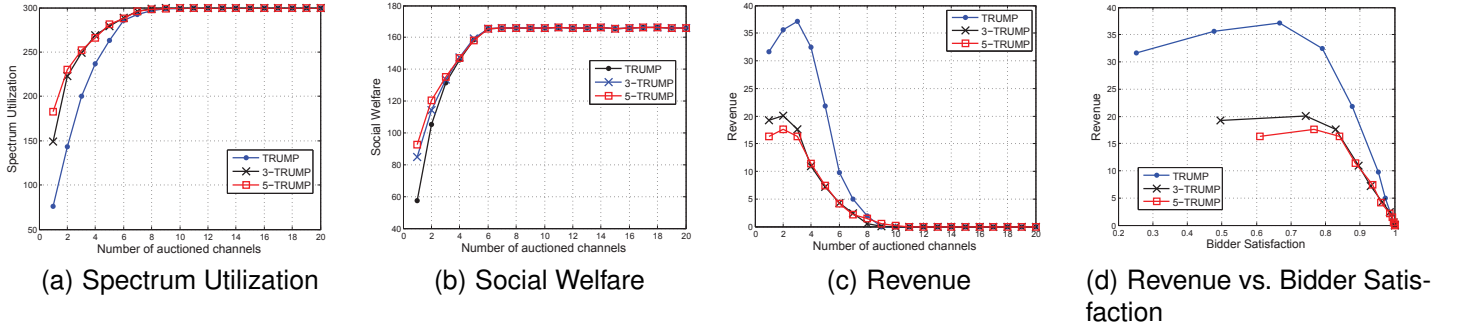 300
250
200
150
100
50
Spectrum Utilization
TRUMP
3−TRUMP
5−TRUMP
0 2 4 6 8 10 12 14 16 18 20
Number of auctioned channels
(a) Spectrum Utilization
180
160
140
120
100
80
60
40
Social Welfare
TRUMP
3−TRUMP
5−TRUMP
0 2 4 6 8 10 12 14 16 18 20
Number of auctioned channels
(b) Social Welfare
40
35
30
25
20
15
10
5
0
Revenue
TRUMP
3−TRUMP
5−TRUMP
0 2 4 6 8 10 12 14 16 18 20
Number of auctioned channels
(c) Revenue
40
35
30
25
20
15
10
5
0
Revenue
TRUMP
3−TRUMP
5−TRUMP
0.2 0.3 0.4 0.5 0.6 0.7 0.8 0.9 1
Bidder Satisfaction
(d) Revenue vs. Bidder Satis-
faction